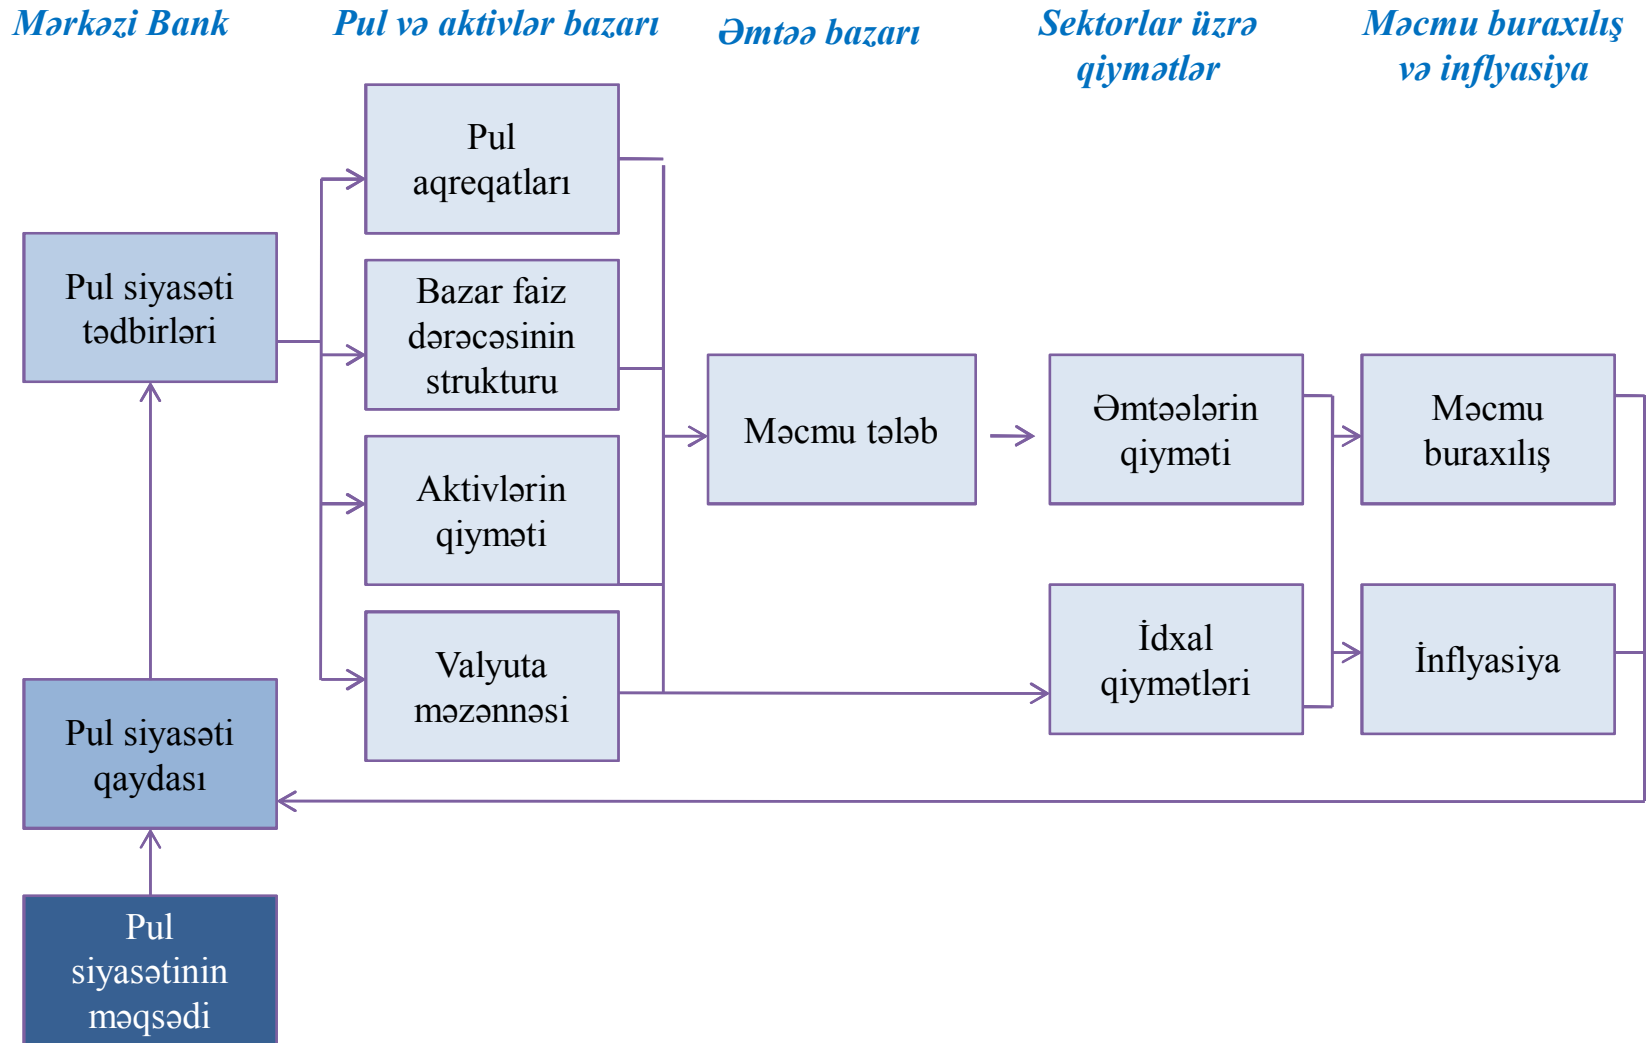 Mərkəzi Bank
Pul və aktivlər bazarı
Əmtəə bazarı
Sektorlar üzrə
qiymətlər
Məcmu buraxılış
və inflyasiya
Pul siyasəti
tədbirləri
Pul siyasəti
qaydası
Pul
siyasətinin
məqsədi
Pul
aqreqatları
Bazar faiz
dərəcəsinin
strukturu
Aktivlərin
qiyməti
Valyuta
məzənnəsi
Məcmu tələb
Əmtəələrin
qiyməti
İdxal
qiymətləri
Məcmu
buraxılış
İnflyasiya